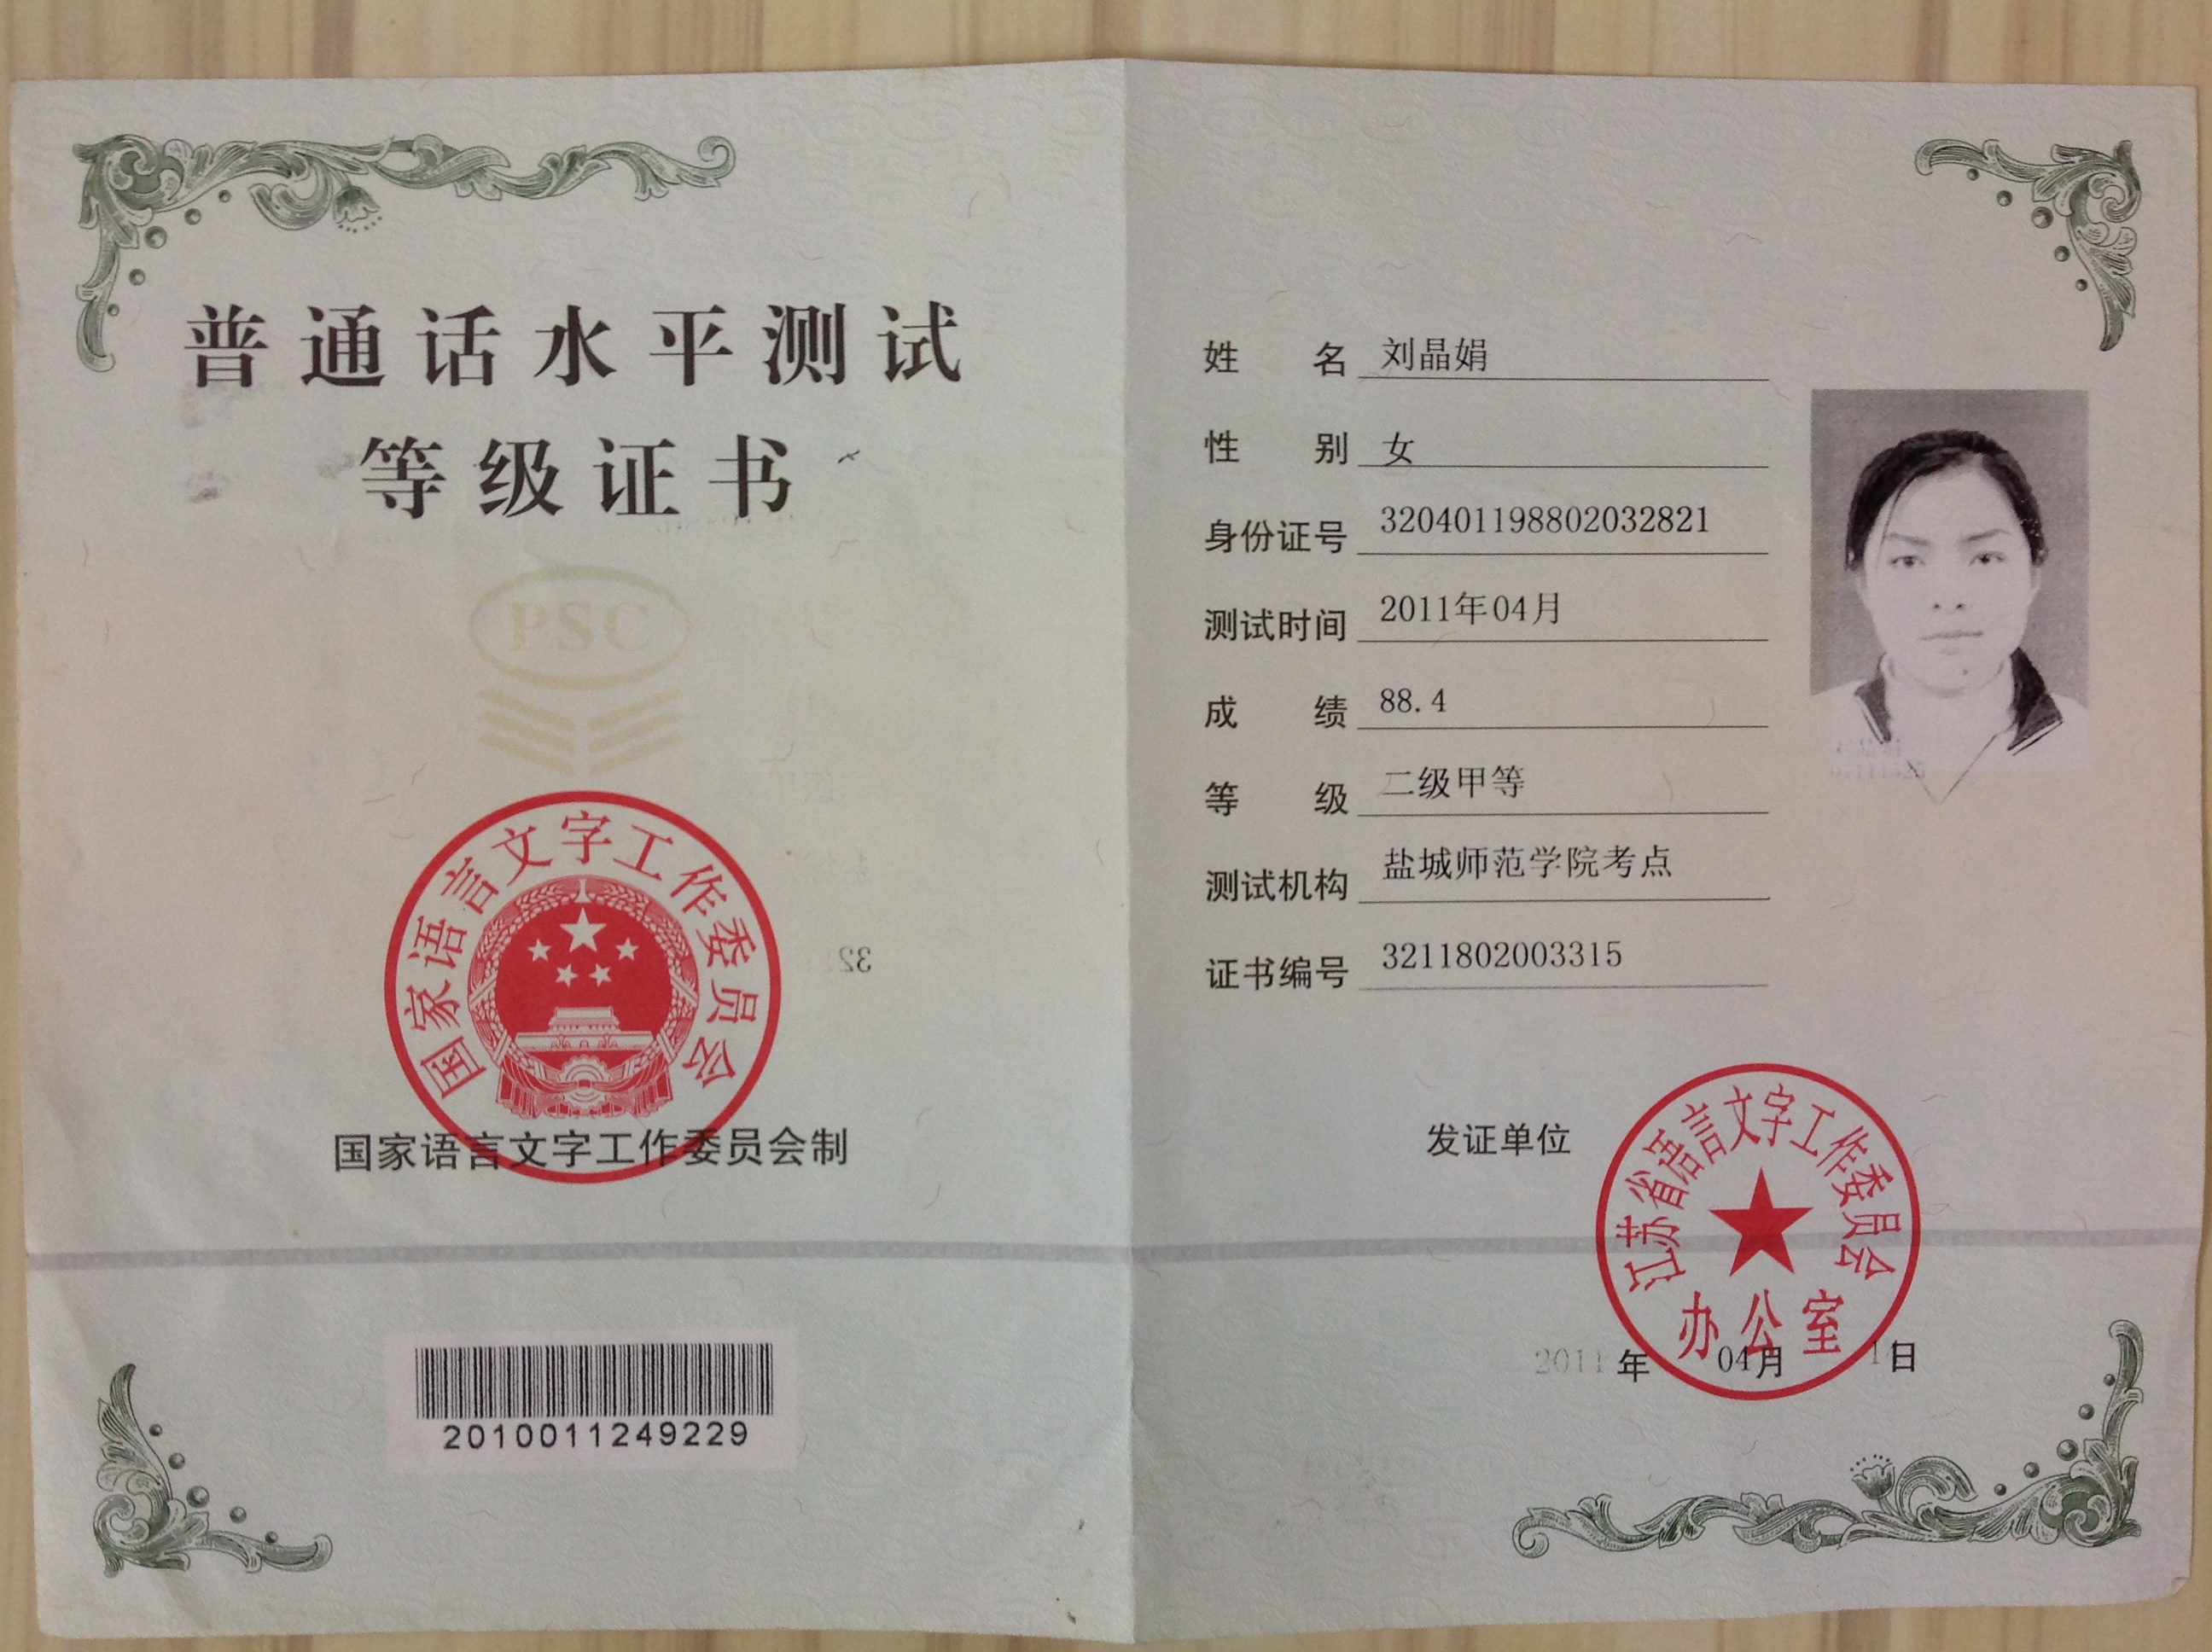 普通话水平测试
等级证书
PSC
国家语言文字工作委员会
国家语言文字工作委员会制
2010011249229
姓 名 刘晶娟
性 别 女
身份证号 320401198802032821
测试时间 2011年04月
成 绩 88.4
等 级 二级甲等
测试机构 盐城师范学院考点
证书编号 3211802003315
发证单位
江苏省语言文字工作委员会
办公室
2011年 04月 1日